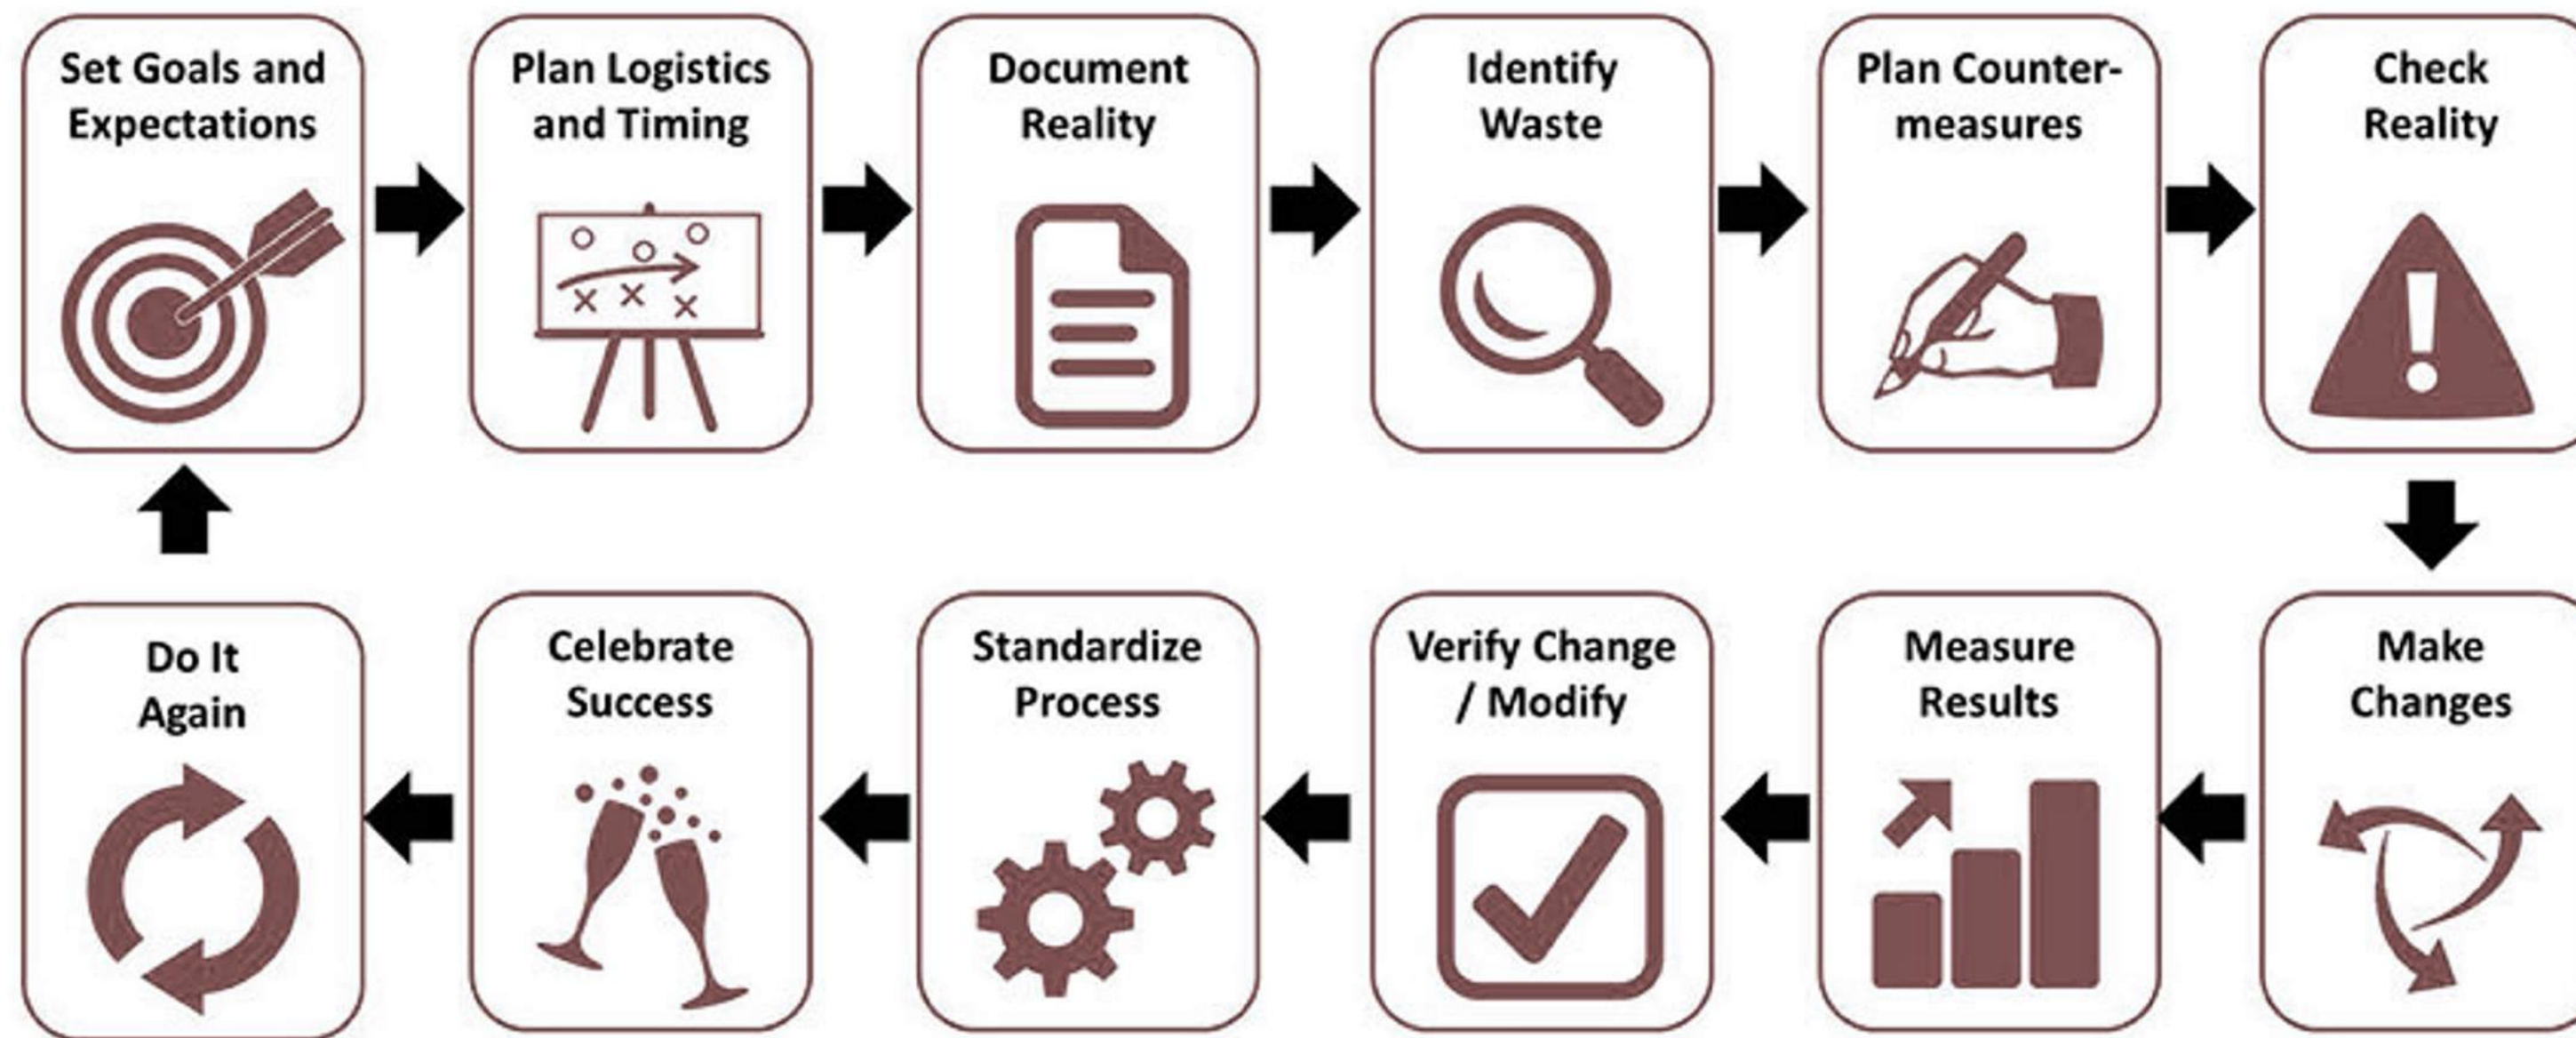 Set Goals and
Expectations
Plan Logistics
and Timing
Document
Reality
Identify
Waste
Plan Counter-
measures
Check
Reality
Make
Changes
Measure
Results
Verify Change
/ Modify
Standardize
Process
Celebrate
Success
Do It
Again